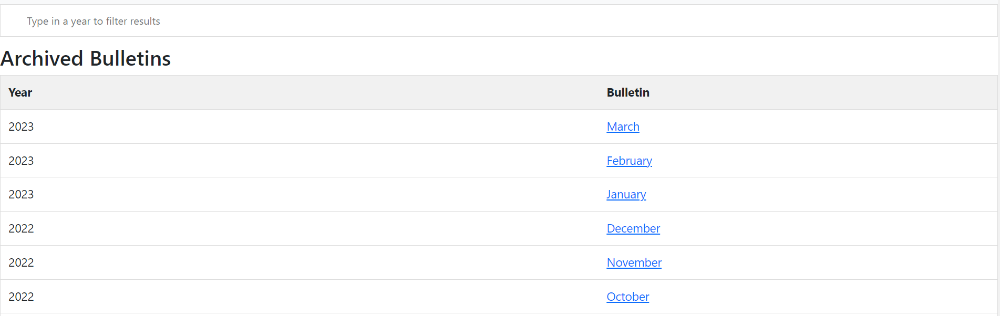 Type in a year to filter results
Archived Bulletins
Year Bulletin
2023 March
2023 February
2023 January
2022 December
2022 November
2022 October